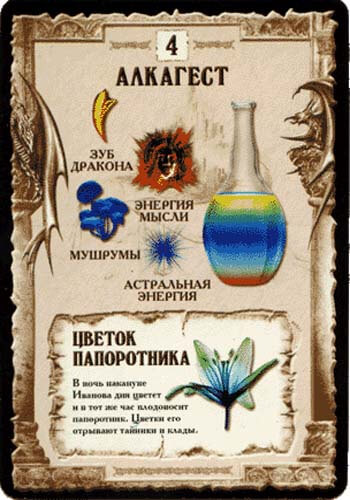 4
АЛКАГЕСТ
ЗУБ
ДРАКОНА
ЭНЕРГИЯ
МЫСЛИ
МУШРУМЫ
АСТРАЛЬНАЯ
ЭНЕРГИЯ
ЦВЕТОК
ПАПОРОТНИКА
В ночь накануне
Иванова дня цветет
и в тот же час плодоносит
папоротник. Цветки его
отрывают тайники и клады.